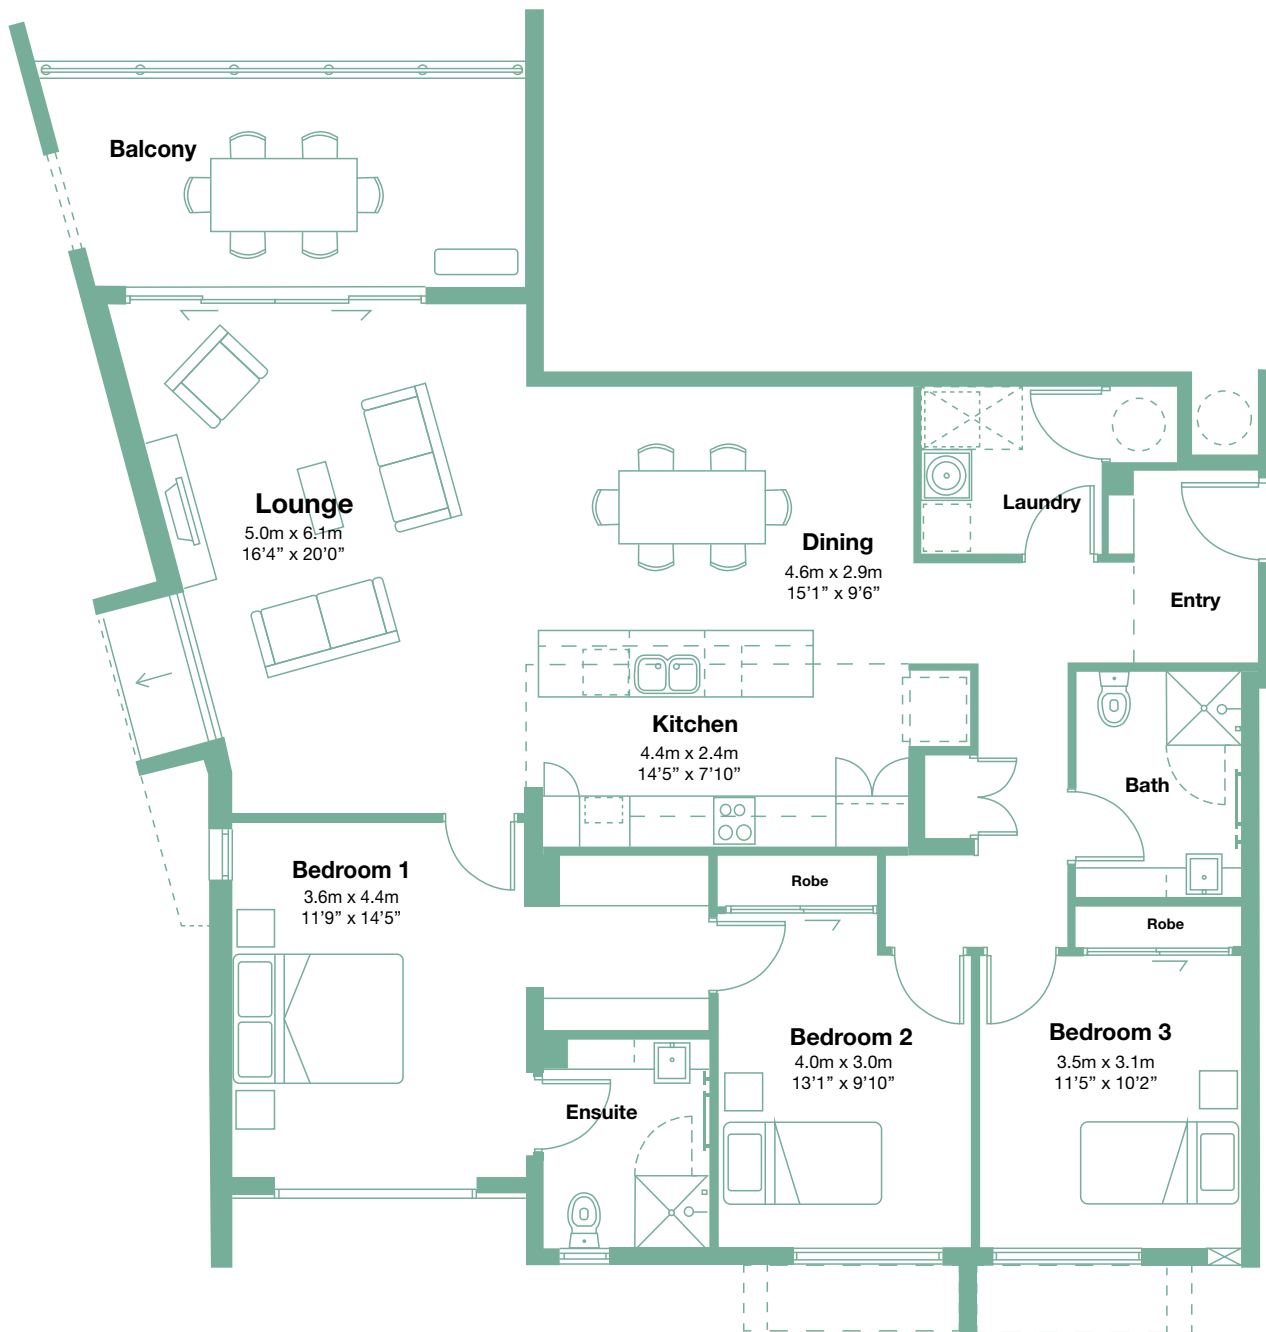 Balcony
Lounge
5.0m x 6.1m
16’4” x 20’0”
Laundry
Dining
4.6m x 2.9m
15’1” x 9’6”
Entry
Kitchen
4.4m x 2.4m
14’5” x 7’10”
Bath
Bedroom 1
3.6m x 4.4m
11’9” x 14’5”
Robe
Robe
Bedroom 2
4.0m x 3.0m
13’1” x 9’10”
Bedroom 3
3.5m x 3.1m
11’5” x 10’2”
Ensuite